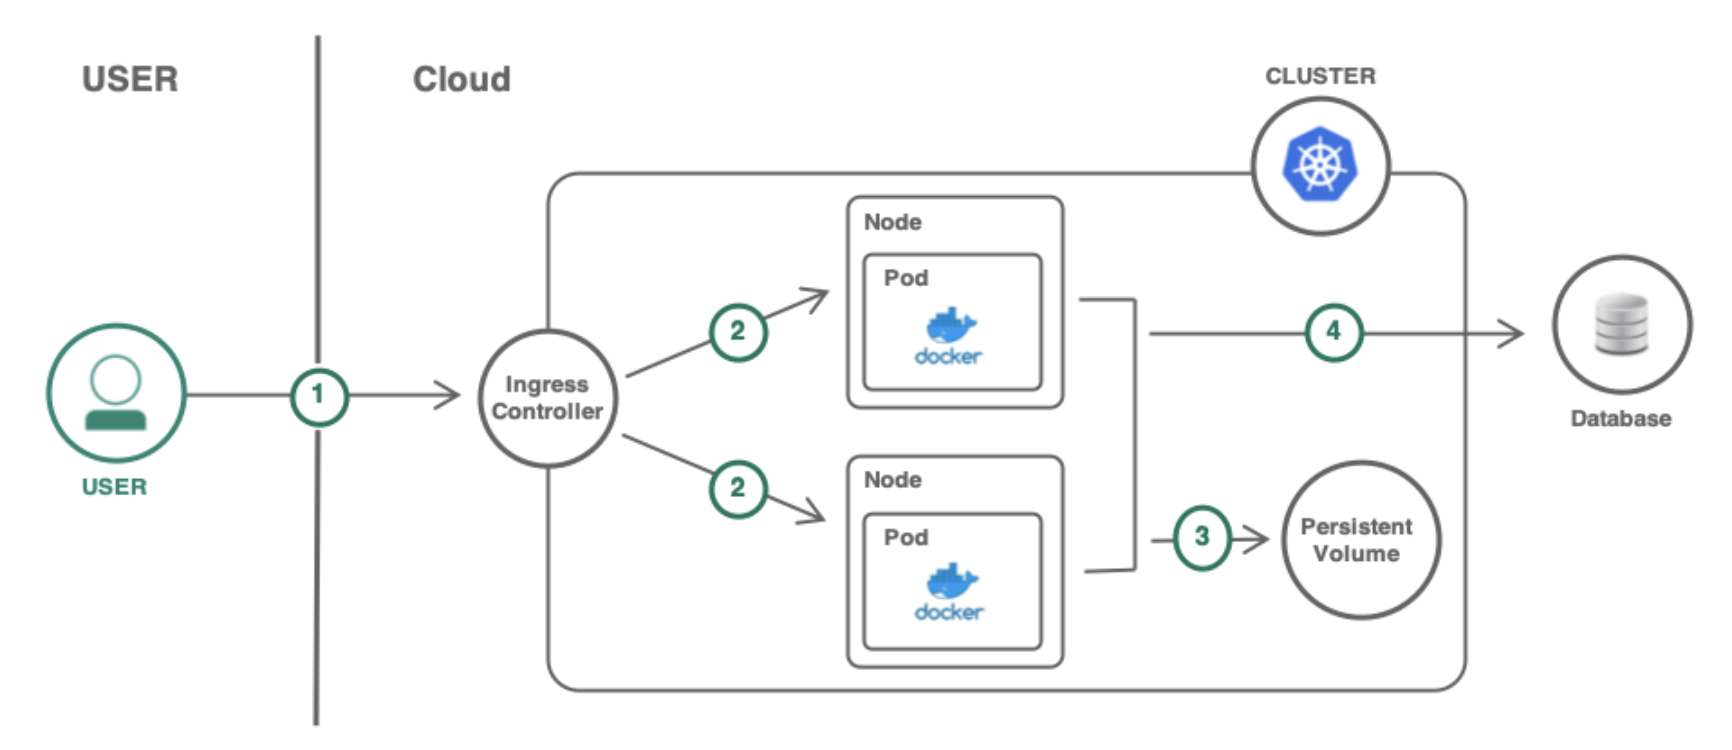 USER
Cloud
CLUSTER
Node
Pod
docker
2
4
1
Ingress
Controller
USER
Database
Node
2
Pod
docker
3
Persistent
Volume